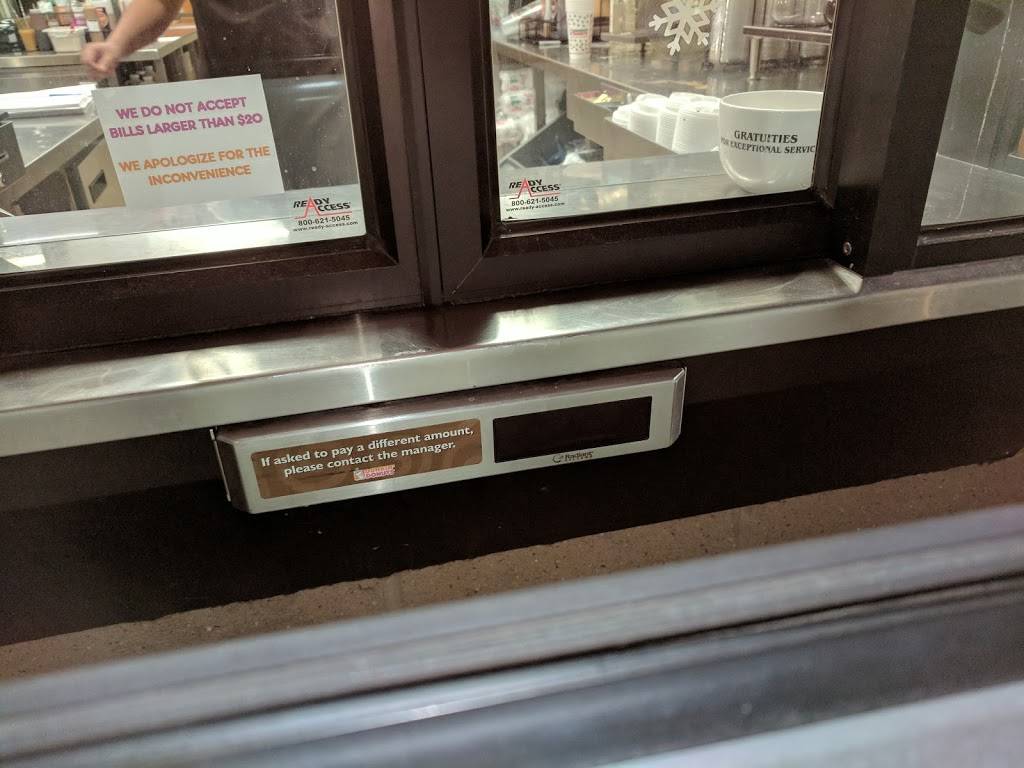 WE DO NOT ACCEPT
BILLS LARGER THAN $20
WE APOLOGIZE FOR THE
INCONVENIENCE
READY
ACCESS
800-621-5045
www.ready-access.com
READY
ACCESS
800-621-5045
www.ready-access.com
GRATUITIES
FOR EXCEPTIONAL SERVIC
If asked to pay a different amount,
please contact the manager.
DUNKIN'
DONUTS